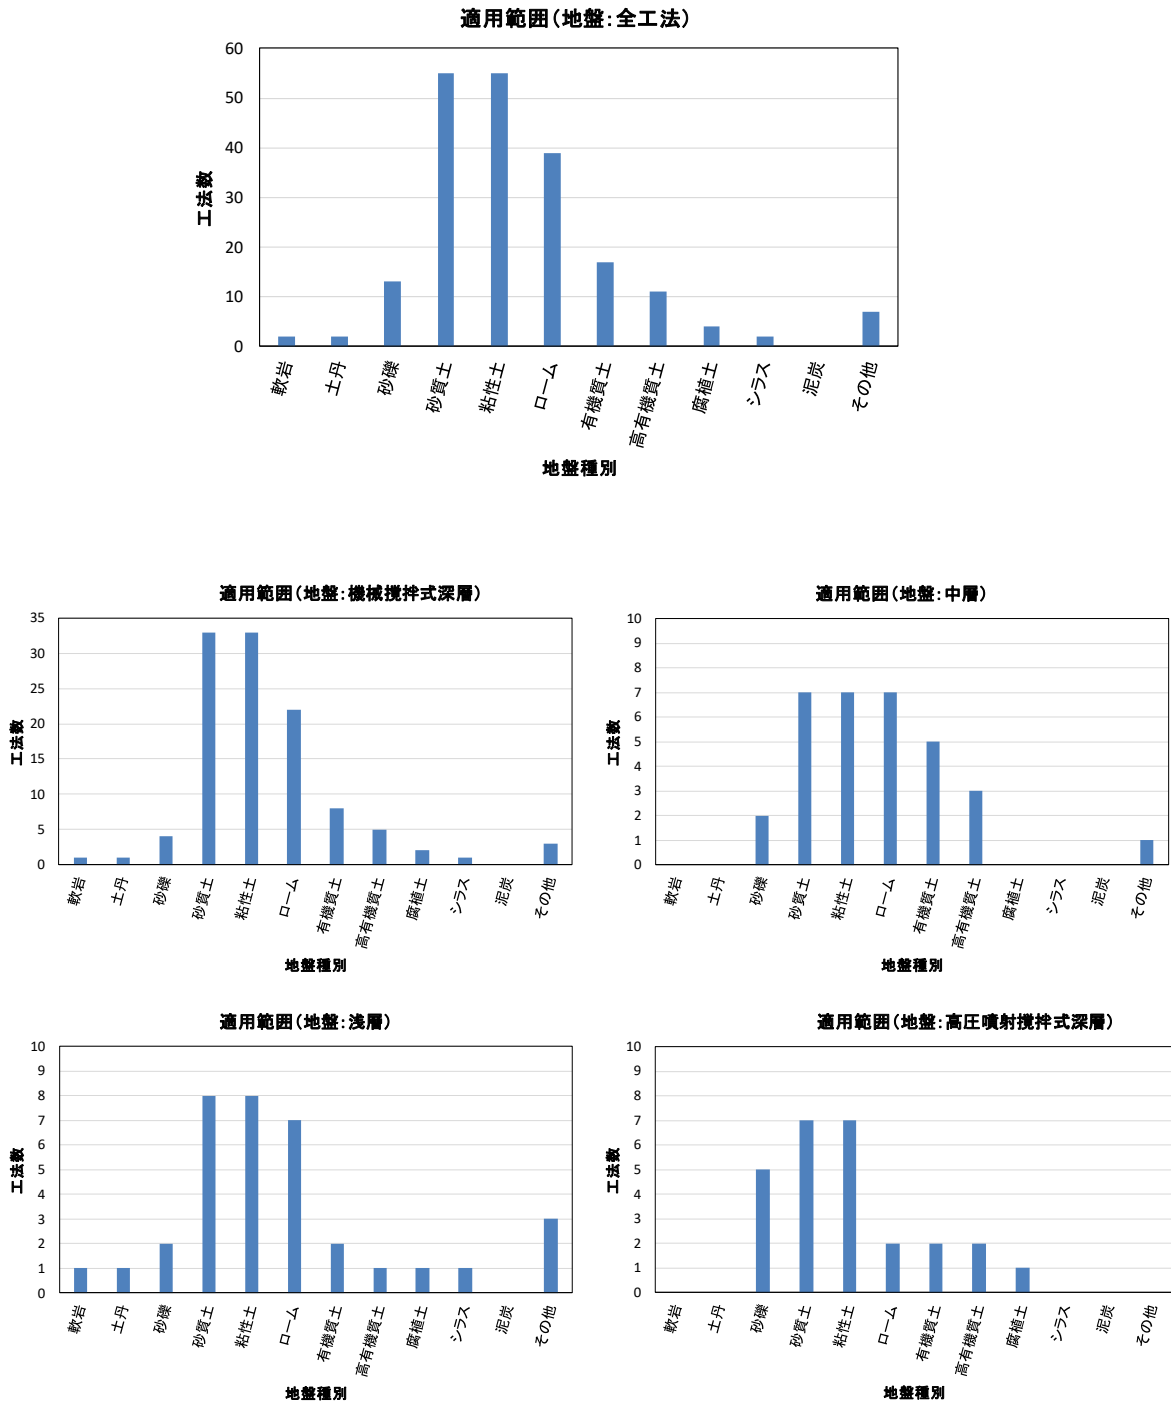 適用範囲(地盤:全工法)
60
50
40
30
20
10
0
工法数
軟岩
土丹
砂礫
砂質土
粘性土
ローム
有機質土
高有機質土
腐植土
シラス
泥炭
その他
地盤種別
適用範囲(地盤:機械撹拌式深層)
35
30
25
20
15
10
5
0
工法数
軟岩
土丹
砂礫
砂質土
粘性土
ローム
有機質土
高有機質土
腐植土
シラス
泥炭
その他
地盤種別
適用範囲(地盤:中層)
10
9
8
7
6
5
4
3
2
1
0
工法数
軟岩
土丹
砂礫
砂質土
粘性土
ローム
有機質土
高有機質土
腐植土
シラス
泥炭
その他
地盤種別
適用範囲(地盤:浅層)
10
9
8
7
6
5
4
3
2
1
0
工法数
軟岩
土丹
砂礫
砂質土
粘性土
ローム
有機質土
高有機質土
腐植土
シラス
泥炭
その他
地盤種別
適用範囲(地盤:高圧噴射撹拌式深層)
10
9
8
7
6
5
4
3
2
1
0
工法数
軟岩
土丹
砂礫
砂質土
粘性土
ローム
有機質土
高有機質土
腐植土
シラス
泥炭
その他
地盤種別